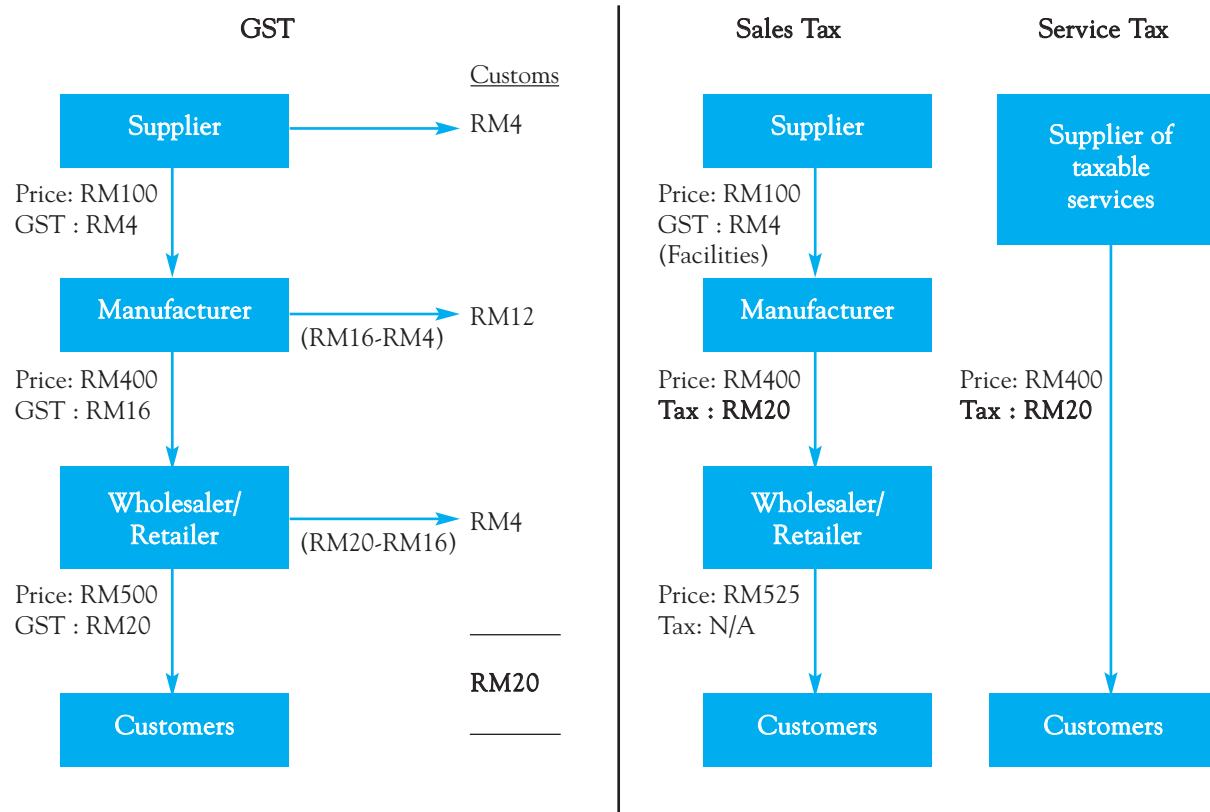 GST
Customs
Supplier
RM4
Price: RM100
GST : RM4
Manufacturer
(RM16-RM4)
RM12
Price: RM400
GST : RM16
Wholesaler/
Retailer
(RM20-RM16)
RM4
Price: RM500
GST : RM20
RM20
Customers
Sales Tax
Supplier
Price: RM100
GST : RM4
(Facilities)
Manufacturer
Price: RM400
Tax : RM20
Wholesaler/
Retailer
Price: RM525
Tax: N/A
Customers
Service Tax
Supplier of
taxable
services
Price: RM400
Tax : RM20
Customers